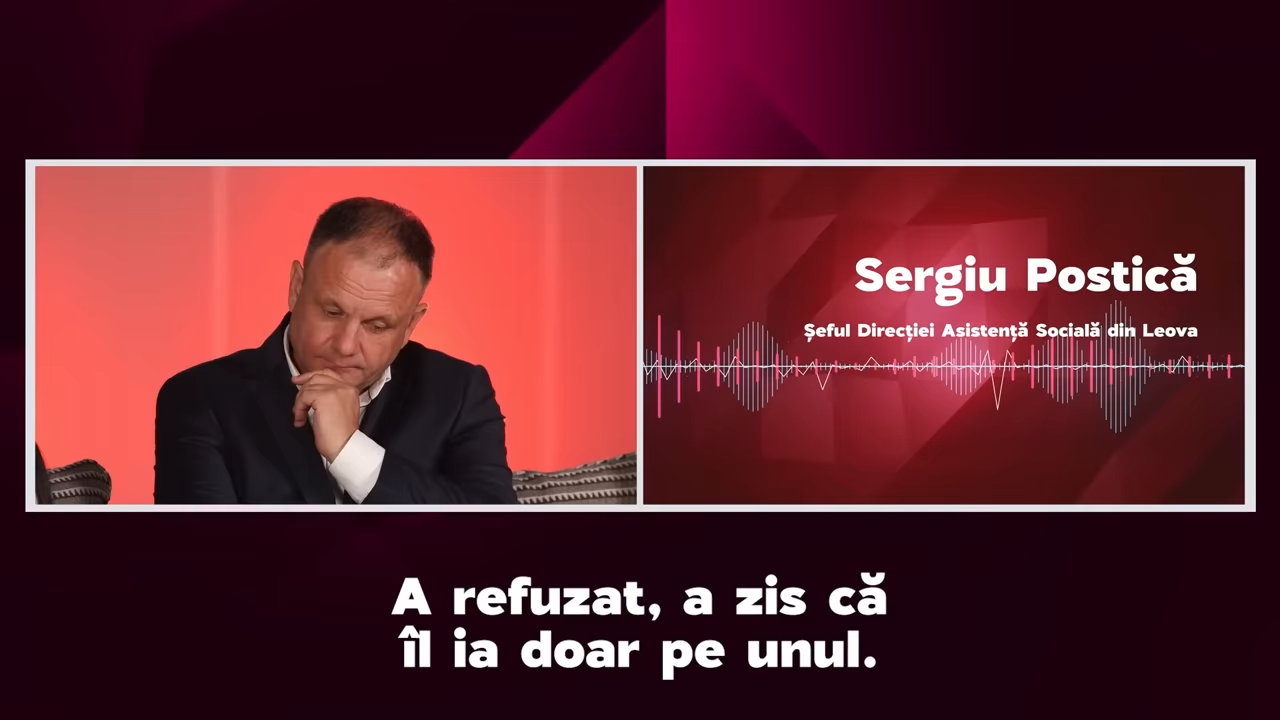 Sergiu Postică
Șeful Direcției Asistență Socială din Leova
A refuzat, a zis că
îl ia doar pe unul.